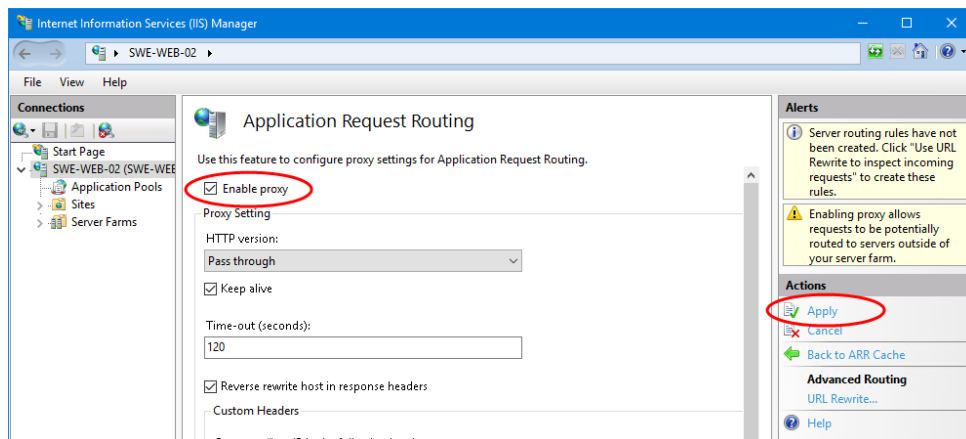 Internet Information Services (IIS) Manager
SWE-WEB-02
File View Help
Connections
Start Page
SWE-WEB-02 (SWE-WEB
Application Pools
Sites
Server Farms
Application Request Routing
Use this feature to configure proxy settings for Application Request Routing.
Enable proxy
Proxy Setting
HTTP version:
Pass through
Keep alive
Time-out (seconds):
120
Reverse rewrite host in response headers
Custom Headers
Alerts
Server routing rules have not
been created. Click "Use URL
Rewrite to inspect incoming
requests" to create these
rules.
Enabling proxy allows
requests to be potentially
routed to servers outside of
your server farm.
Actions
Apply
Cancel
Back to ARR Cache
Advanced Routing
URL Rewrite...
Help